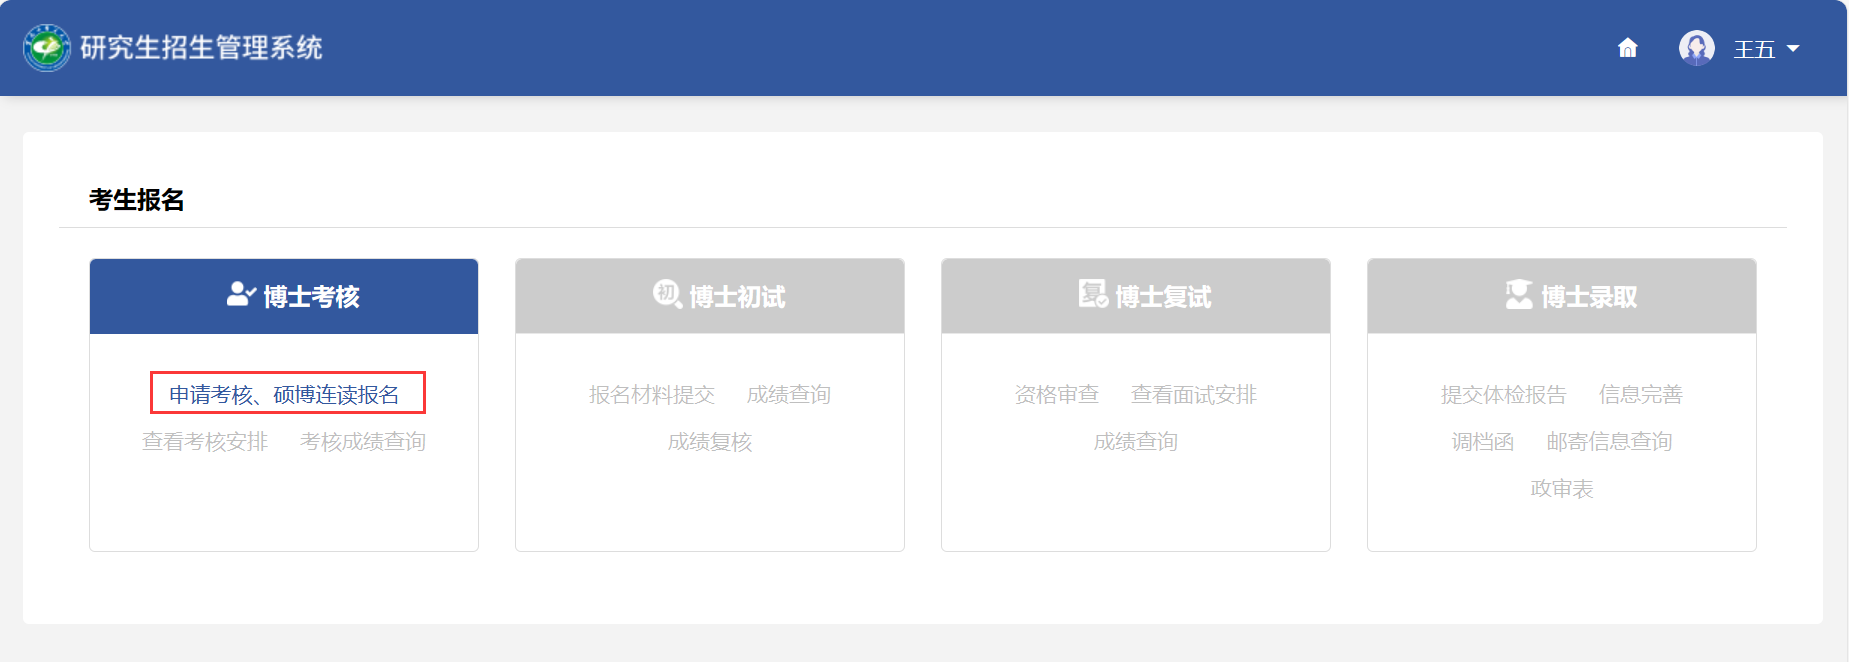 研究生招生管理系统
王五
考生报名
博士考核
申请考核、硕博连读报名
查看考核安排 考核成绩查询
初 博士初试
报名材料提交 成绩查询
成绩复核
复 博士复试
资格审查 查看面试安排
成绩查询
博士录取
提交体检报告 信息完善
调档函 邮寄信息查询
政审表